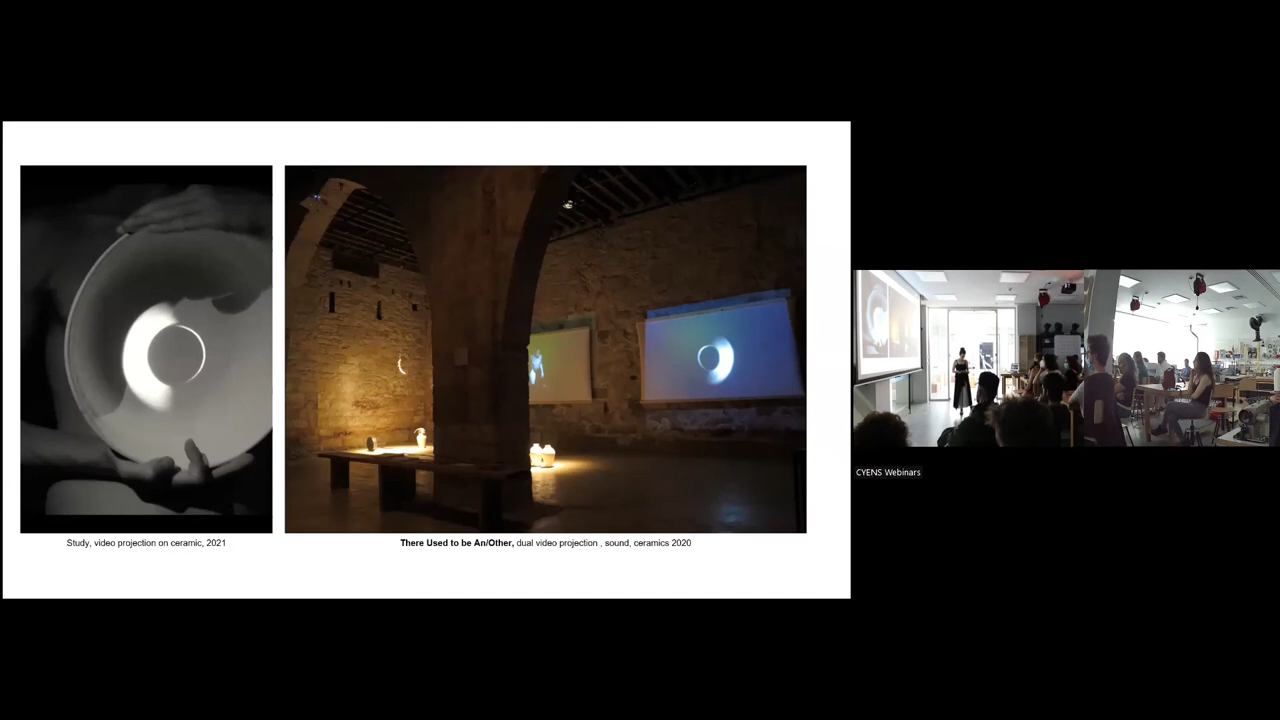 Study, video projection on ceramic, 2021
There Used to be An/Other, dual video projection , sound, ceramics 2020
CYENS Webinars